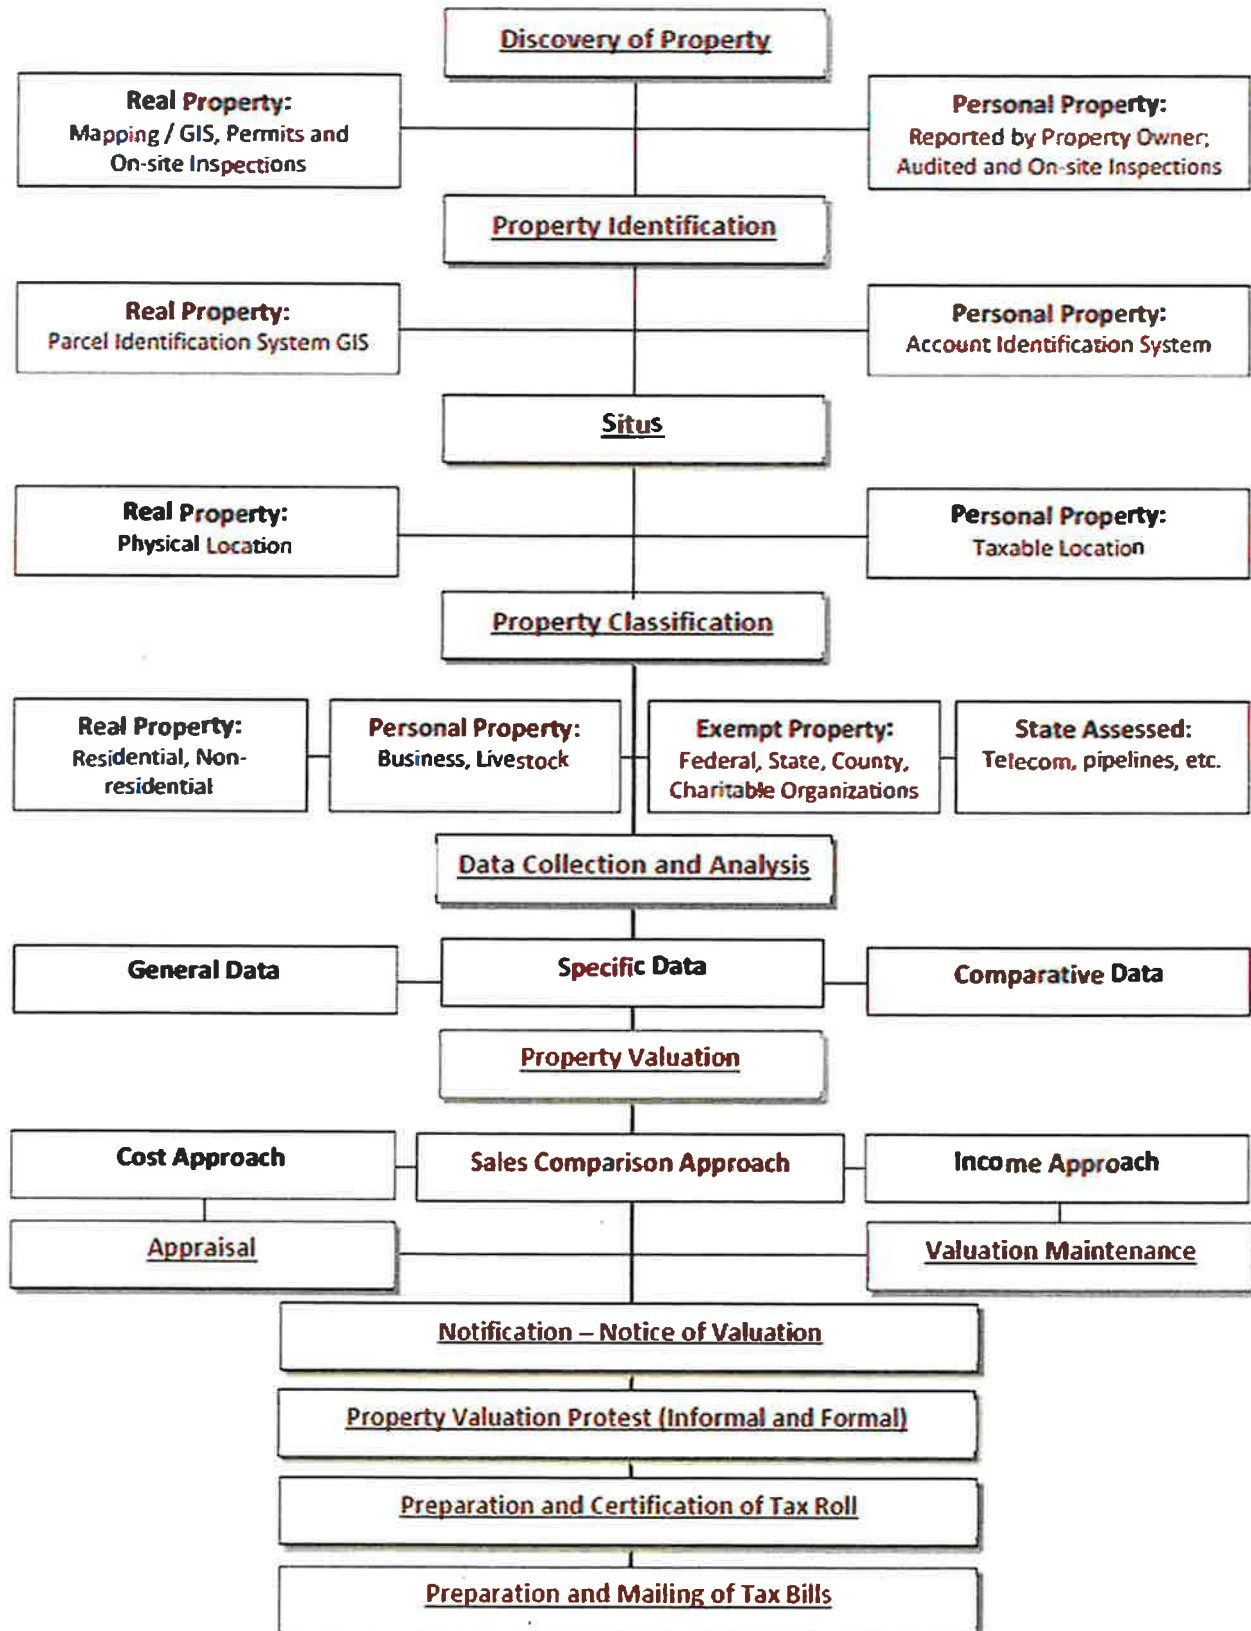 Discovery of Property
Real Property:
Mapping / GIS, Permits and
On-site Inspections
Personal Property:
Reported by Property Owner;
Audited and On-site Inspections
Property Identification
Real Property:
Parcel Identification System GIS
Personal Property:
Account Identification System
Situs
Real Property:
Physical Location
Personal Property:
Taxable Location
Property Classification
Real Property:
Residential, Non-
residential
Personal Property:
Business, Livestock
Exempt Property:
Federal, State, County,
Charitable Organizations
State Assessed:
Telecom, pipelines, etc.
Data Collection and Analysis
General Data
Specific Data
Comparative Data
Property Valuation
Cost Approach
Sales Comparison Approach
Income Approach
Appraisal
Valuation Maintenance
Notification – Notice of Valuation
Property Valuation Protest (Informal and Formal)
Preparation and Certification of Tax Roll
Preparation and Mailing of Tax Bills